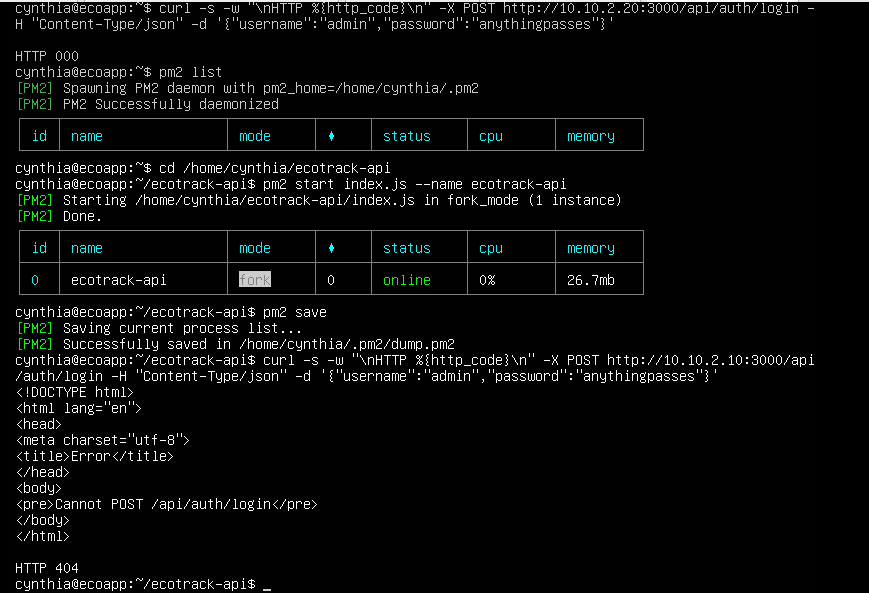 cynthia@ecoapp:~$ curl -s -w "\nHTTP %{http_code}\n" -X POST http://10.10.2.20:3000/api/auth/login -
H "Content-Type/json" -d '{"username":"admin","password":"anythingpasses"}'
HTTP 000
cynthia@ecoapp:~$ pm2 list
[PM2] Spawning PM2 daemon with pm2_home=/home/cynthia/.pm2
[PM2] PM2 Successfully daemonized
id name mode ♦ status cpu memory
cynthia@ecoapp:~$ cd /home/cynthia/ecotrack-api
cynthia@ecoapp:~/ecotrack-api$ pm2 start index.js --name ecotrack-api
[PM2] Starting /home/cynthia/ecotrack-api/index.js in fork_mode (1 instance)
[PM2] Done.
id name mode ♦ status cpu memory
0 ecotrack-api fork 0 online 0% 26.7mb
cynthia@ecoapp:~/ecotrack-api$ pm2 save
[PM2] Saving current process list...
[PM2] Successfully saved in /home/cynthia/.pm2/dump.pm2
cynthia@ecoapp:~/ecotrack-api$ curl -s -w "\nHTTP %{http_code}\n" -X POST http://10.10.2.10:3000/api
/auth/login -H "Content-Type/json" -d '{"username":"admin","password":"anythingpasses"}'
<!DOCTYPE html>
<html lang="en">
<head>
<meta charset="utf-8">
<title>Error</title>
</head>
<body>
<pre>Cannot POST /api/auth/login</pre>
</body>
</html>
HTTP 404
cynthia@ecoapp:~/ecotrack-api$ _